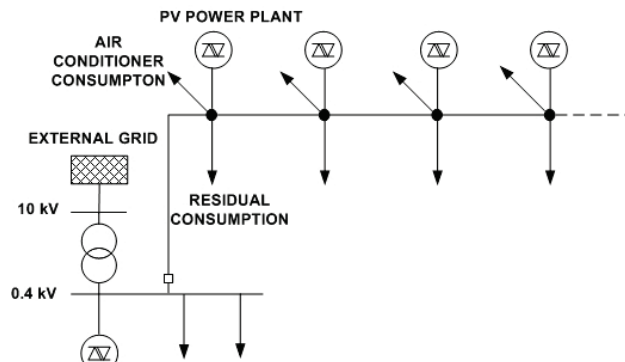 PV POWER PLANT
AIR
CONDITIONER
CONSUMPTON
EXTERNAL GRID
RESIDUAL
CONSUMPTION
10 kV
0.4 kV